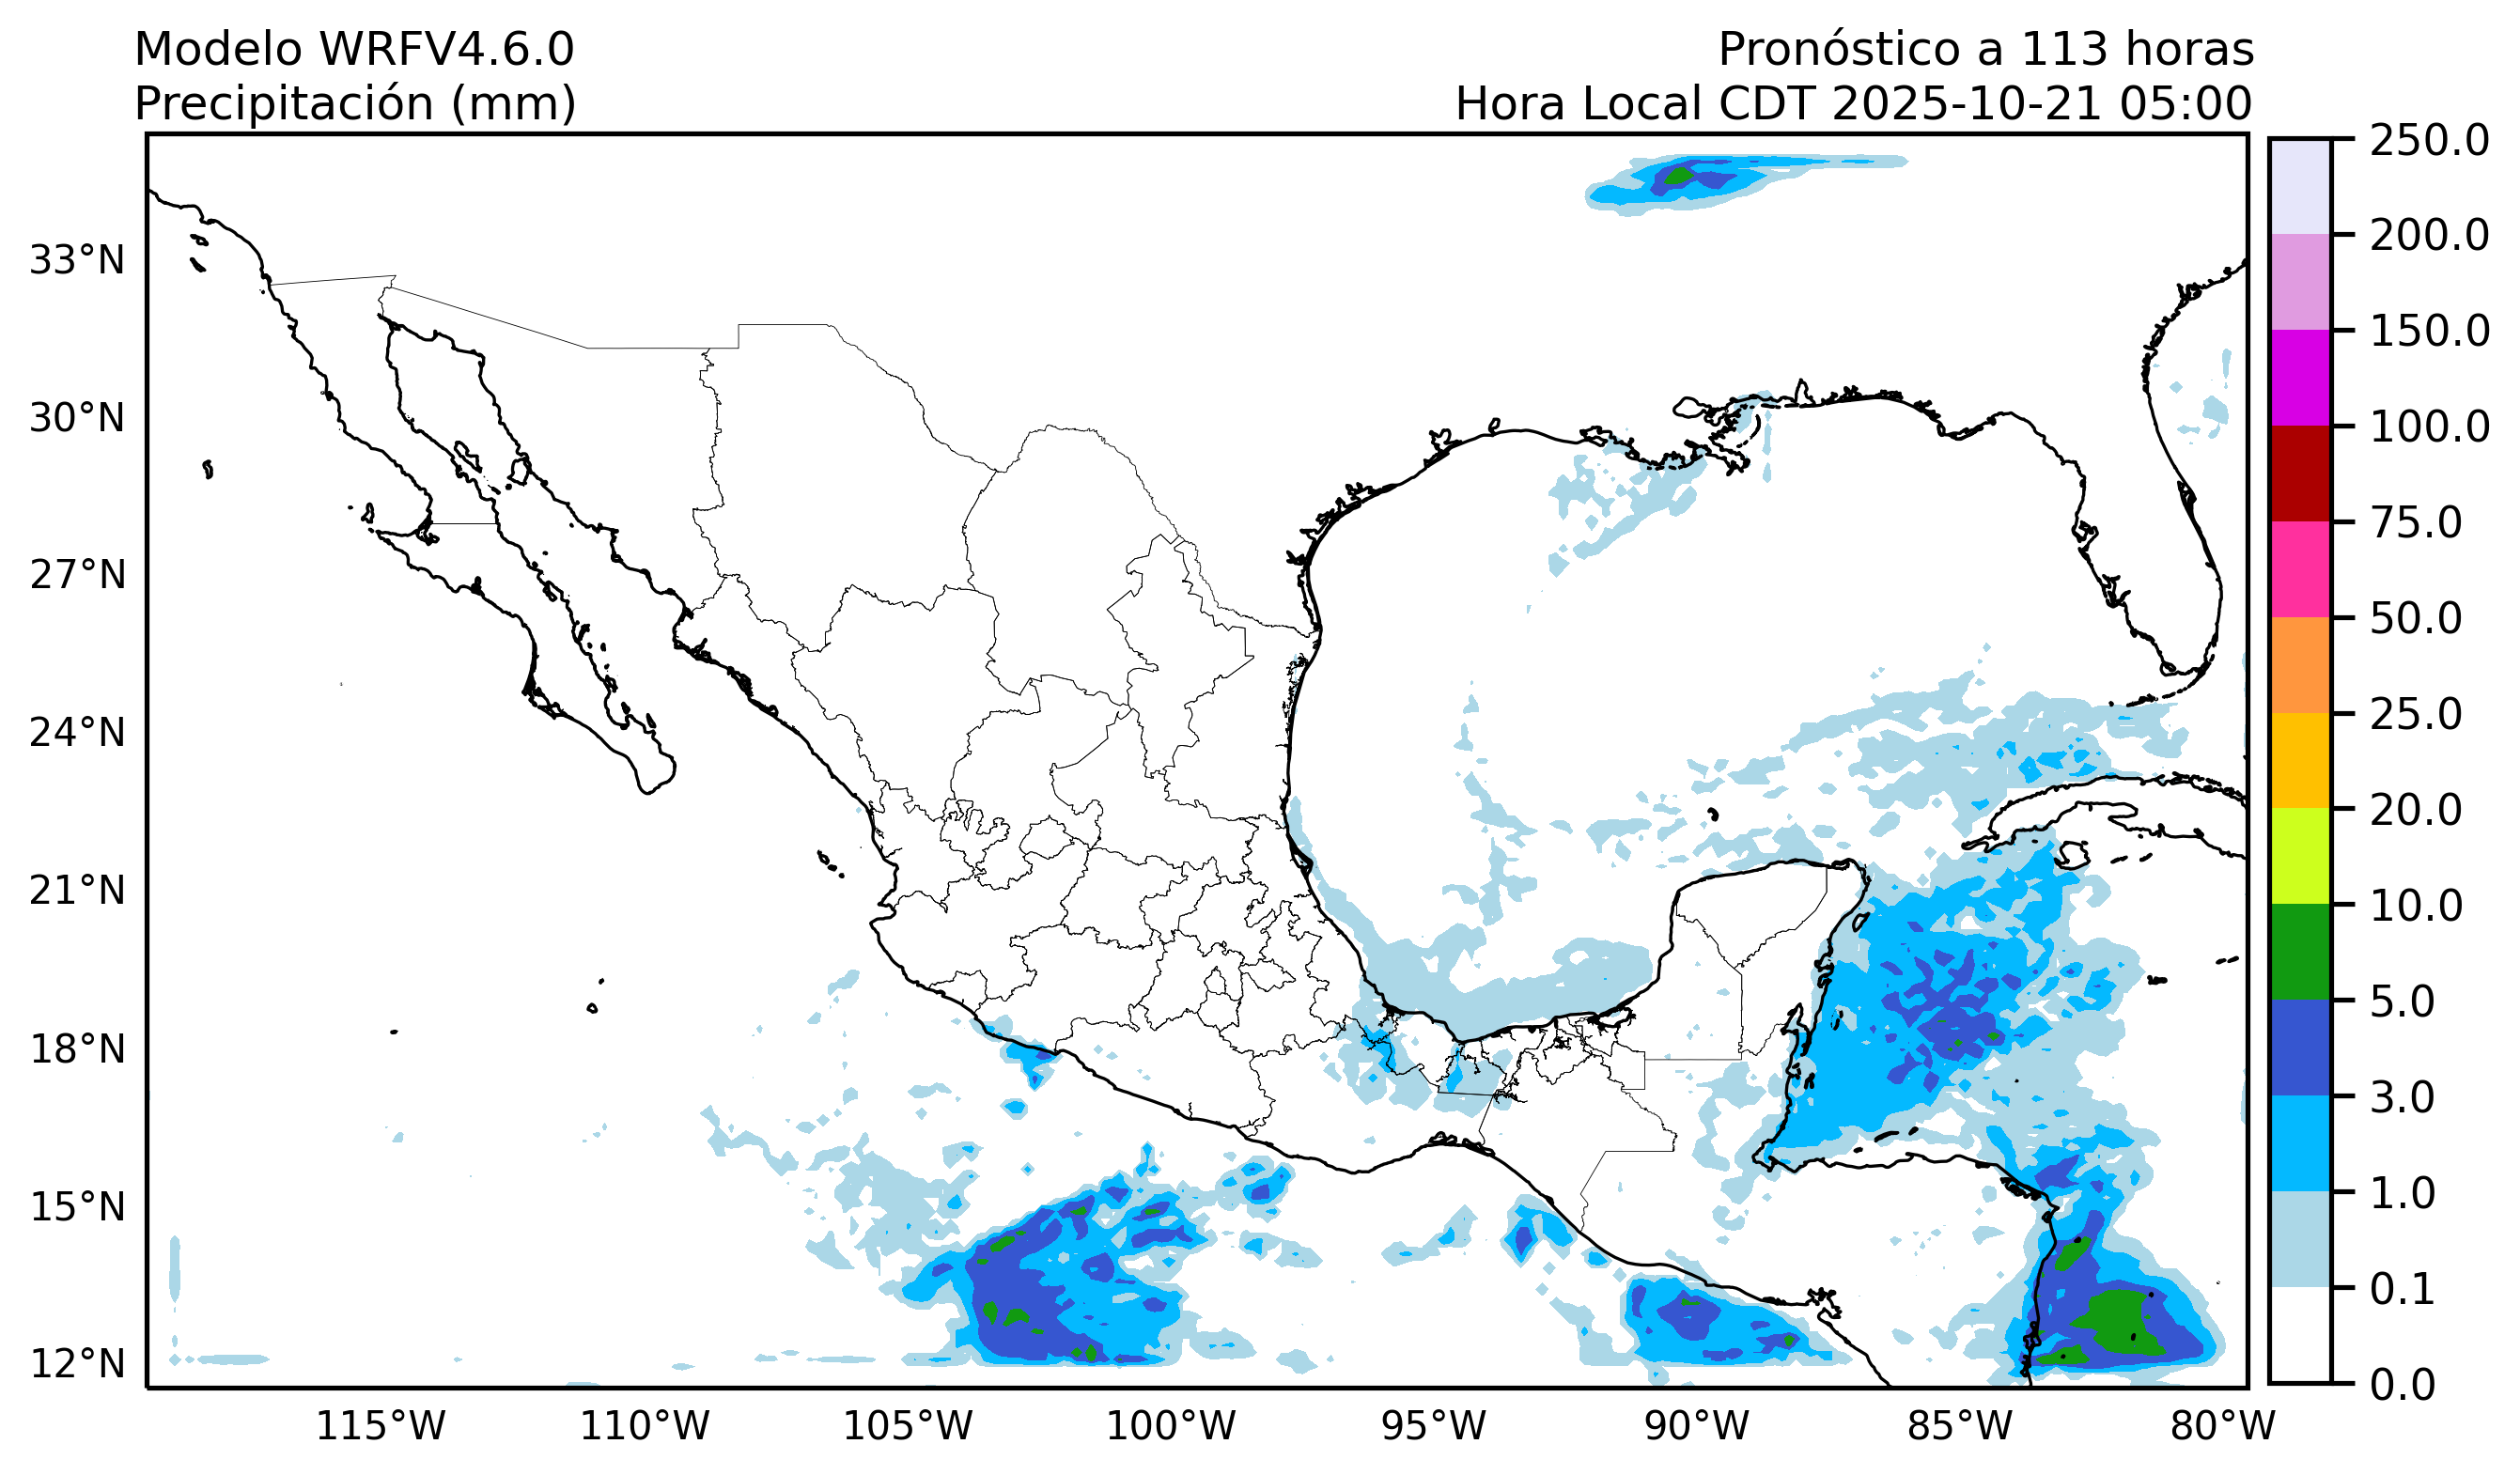 Modelo WRFV4.6.0
Pronóstico a 113 horas
Precipitación (mm)
Hora Local CDT 2025-10-21 05:00
33°N
30°N
27°N
24°N
21°N
18°N
15°N
12°N
115°W
110°W
105°W
100°W
95°W
90°W
85°W
80°W
250.0
200.0
150.0
100.0
75.0
50.0
25.0
20.0
10.0
5.0
3.0
1.0
0.1
0.0